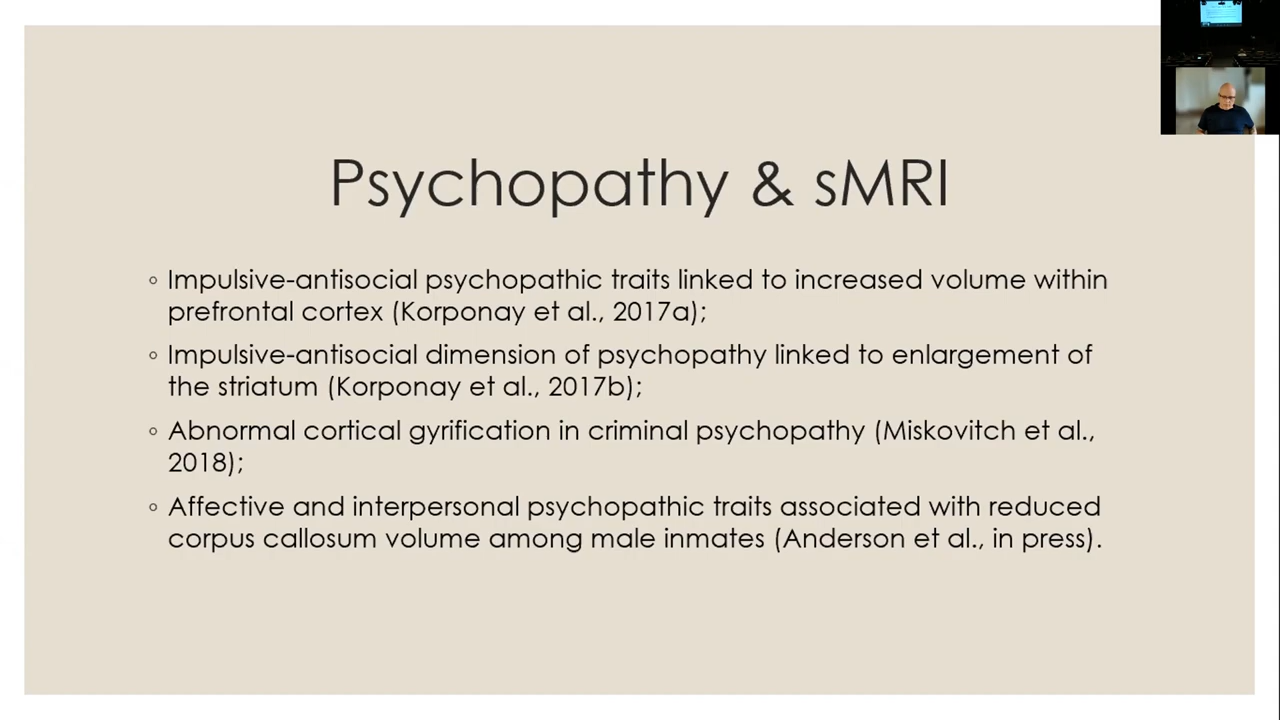 Psychopathy & sMRI
◦ Impulsive-antisocial psychopathic traits linked to increased volume within
prefrontal cortex (Korponay et al., 2017a);
◦ Impulsive-antisocial dimension of psychopathy linked to enlargement of
the striatum (Korponay et al., 2017b);
◦ Abnormal cortical gyrification in criminal psychopathy (Miskovitch et al.,
2018);
◦ Affective and interpersonal psychopathic traits associated with reduced
corpus callosum volume among male inmates (Anderson et al., in press).